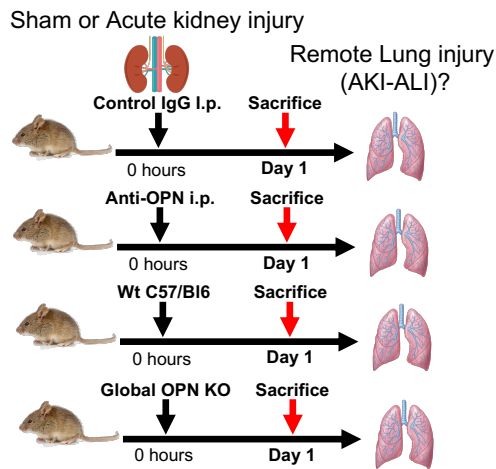 Sham or Acute kidney injury
Remote Lung injury
(AKI-ALI)?
Control IgG I.p. Sacrifice
0 hours Day 1
Anti-OPN i.p. Sacrifice
0 hours Day 1
Wt C57/Bl6 Sacrifice
0 hours Day 1
Global OPN KO Sacrifice
0 hours Day 1